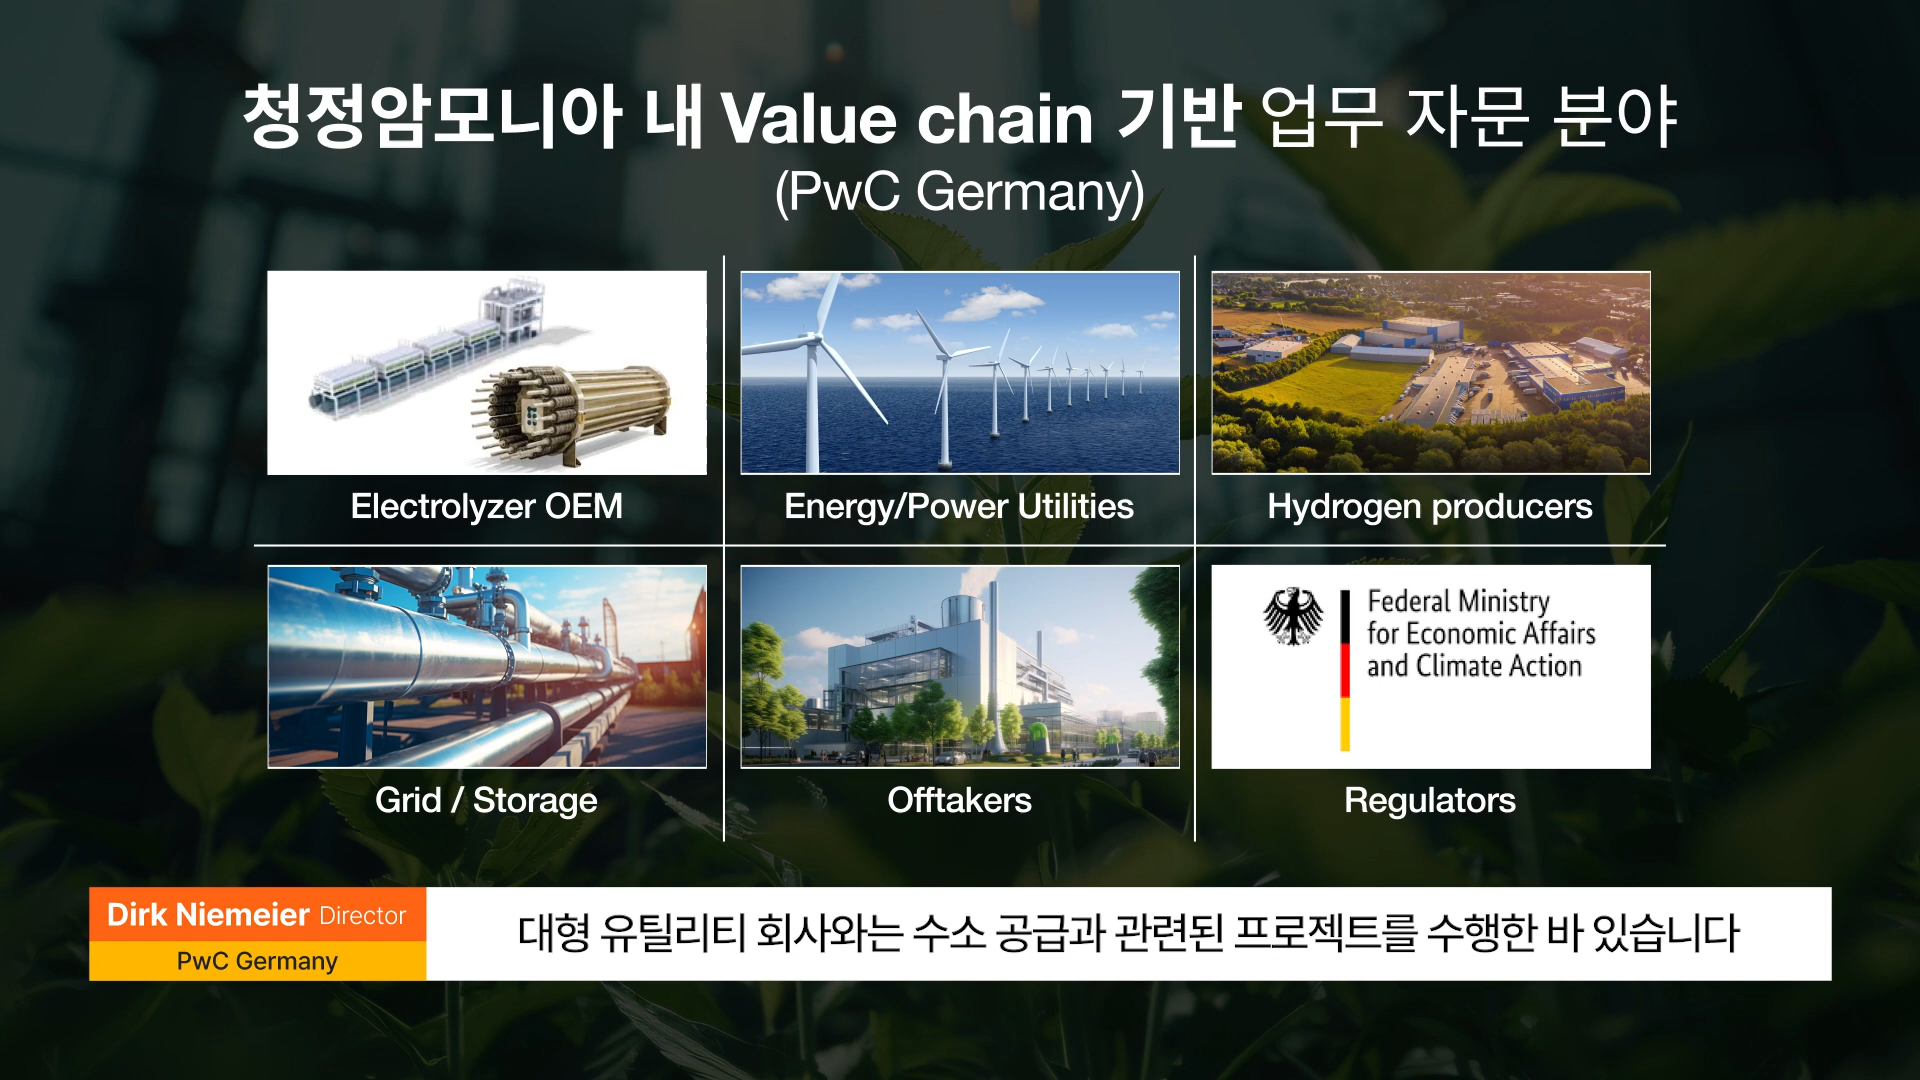 청정암모니아 내 Value chain 기반 업무 자문 분야
(PwC Germany)
Electrolyzer OEM
Energy/Power Utilities
Hydrogen producers
Federal Ministry
for Economic Affairs
and Climate Action
Grid / Storage
Offtakers
Regulators
Dirk Niemeier Director
PwC Germany
대형 유틸리티 회사와는 수소 공급과 관련된 프로젝트를 수행한 바 있습니다